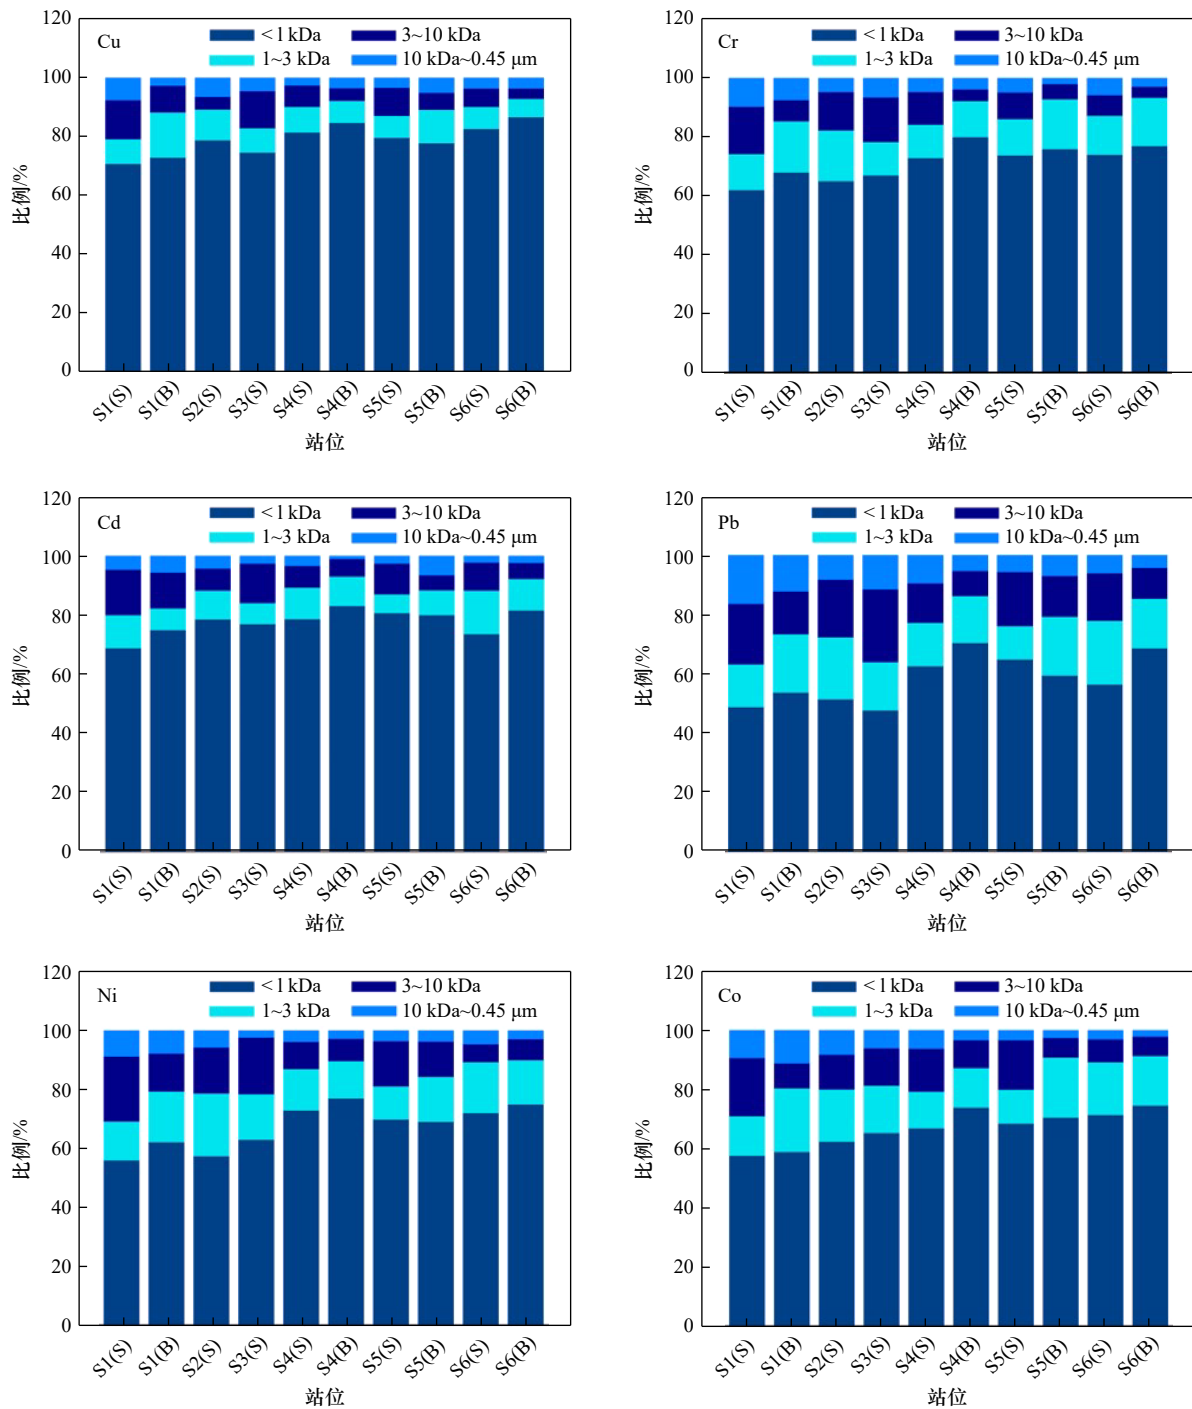 120
100
80
60
40
20
0
比例/%
Cu
< l kDa
3~10 kDa
1~3 kDa
10 kDa~0.45 μm
S1(S)
S1(B)
S2(S)
S3(S)
S4(S)
S4(B)
S5(S)
S5(B)
S6(S)
S6(B)
站位
120
100
80
60
40
20
0
比例/%
Cr
< l kDa
3~10 kDa
1~3 kDa
10 kDa~0.45 μm
S1(S)
S1(B)
S2(S)
S3(S)
S4(S)
S4(B)
S5(S)
S5(B)
S6(S)
S6(B)
站位
120
100
80
60
40
20
0
比例/%
Cd
< l kDa
3~10 kDa
1~3 kDa
10 kDa~0.45 μm
S1(S)
S1(B)
S2(S)
S3(S)
S4(S)
S4(B)
S5(S)
S5(B)
S6(S)
S6(B)
站位
120
100
80
60
40
20
0
比例/%
Pb
< l kDa
3~10 kDa
1~3 kDa
10 kDa~0.45 μm
S1(S)
S1(B)
S2(S)
S3(S)
S4(S)
S4(B)
S5(S)
S5(B)
S6(S)
S6(B)
站位
120
100
80
60
40
20
0
比例/%
Ni
< l kDa
3~10 kDa
1~3 kDa
10 kDa~0.45 μm
S1(S)
S1(B)
S2(S)
S3(S)
S4(S)
S4(B)
S5(S)
S5(B)
S6(S)
S6(B)
站位
120
100
80
60
40
20
0
比例/%
Co
< l kDa
3~10 kDa
1~3 kDa
10 kDa~0.45 μm
S1(S)
S1(B)
S2(S)
S3(S)
S4(S)
S4(B)
S5(S)
S5(B)
S6(S)
S6(B)
站位